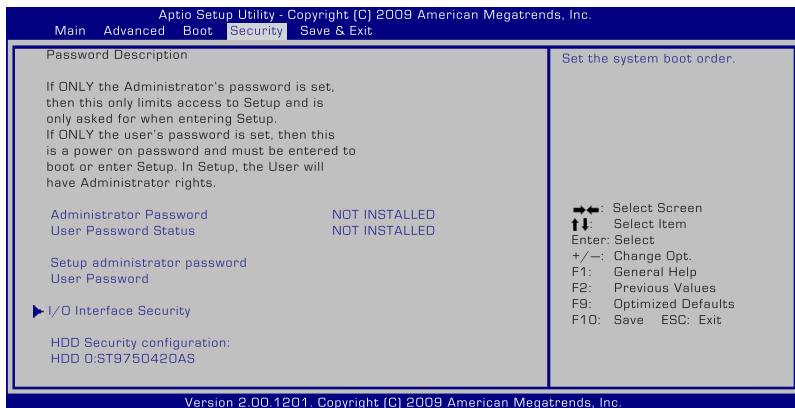 Aptio Setup Utility - Copyright (C) 2009 American Megatrends, Inc.
Main Advanced Boot Security Save & Exit
Password Description
If ONLY the Administrator's password is set,
then this only limits access to Setup and is
only asked for when entering Setup.
If ONLY the user's password is set, then this
is a power on password and must be entered to
boot or enter Setup. In Setup, the User will
have Administrator rights.
Administrator Password NOT INSTALLED
User Password Status NOT INSTALLED
Setup administrator password
User Password
I/O Interface Security
HDD Security configuration:
HDD 0:ST9750420AS
Set the system boot order.
→←: Select Screen
↑↓: Select Item
Enter: Select
+/—: Change Opt.
F1: General Help
F2: Previous Values
F9: Optimized Defaults
F10: Save ESC: Exit
Version 2.00.1201. Copyright (C) 2009 American Megatrends, Inc.